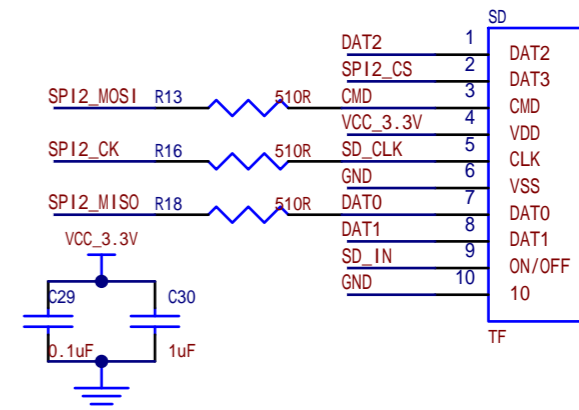 SD
DAT2 1 DAT2
SPI2_CS 2 DAT3
SPI2_MOSI R13 510R CMD 3 CMD
VCC_3.3V 4 VDD
SPI2_CK R16 510R SD_CLK 5 CLK
GND 6 VSS
SPI2_MISO R18 510R DAT0 7 DAT0
DAT1 8 DAT1
SD_IN 9 ON/OFF
GND 10 10
TF
VCC_3.3V
C29 C30
0.1uF 1uF